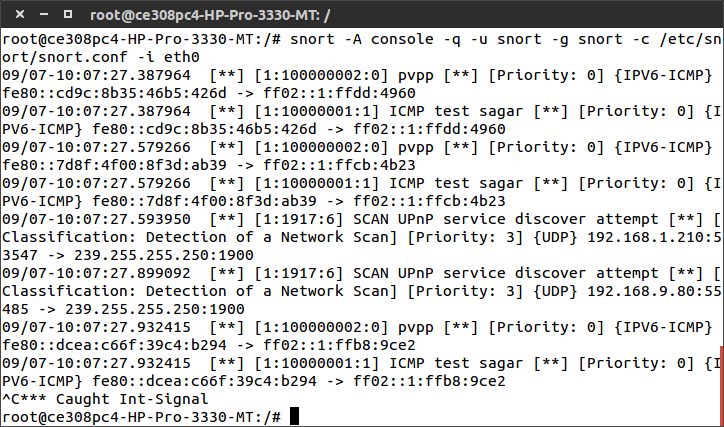 root@ce308pc4-HP-Pro-3330-MT: /
root@ce308pc4-HP-Pro-3330-MT:/# snort -A console -q -u snort -g snort -c /etc/sn
ort/snort.conf -i eth0
09/07-10:07:27.387964  [**] [1:100000002:0] pvpp [**] [Priority: 0] {IPV6-ICMP}
fe80::cd9c:8b35:46b5:426d -> ff02::1:ffdd:4960
09/07-10:07:27.387964  [**] [1:10000001:1] ICMP test sagar [**] [Priority: 0] {I
PV6-ICMP} fe80::cd9c:8b35:46b5:426d -> ff02::1:ffdd:4960
09/07-10:07:27.579266  [**] [1:100000002:0] pvpp [**] [Priority: 0] {IPV6-ICMP}
fe80::7d8f:4f00:8f3d:ab39 -> ff02::1:ffcb:4b23
09/07-10:07:27.579266  [**] [1:10000001:1] ICMP test sagar [**] [Priority: 0] {I
PV6-ICMP} fe80::7d8f:4f00:8f3d:ab39 -> ff02::1:ffcb:4b23
09/07-10:07:27.593950  [**] [1:1917:6] SCAN UPnP service discover attempt [**] [
Classification: Detection of a Network Scan] [Priority: 3] {UDP} 192.168.1.210:5
3547 -> 239.255.255.250:1900
09/07-10:07:27.899092  [**] [1:1917:6] SCAN UPnP service discover attempt [**] [
Classification: Detection of a Network Scan] [Priority: 3] {UDP} 192.168.9.80:55
485 -> 239.255.255.250:1900
09/07-10:07:27.932415  [**] [1:100000002:0] pvpp [**] [Priority: 0] {IPV6-ICMP}
fe80::dcea:c66f:39c4:b294 -> ff02::1:ffb8:9ce2
09/07-10:07:27.932415  [**] [1:10000001:1] ICMP test sagar [**] [Priority: 0] {I
PV6-ICMP} fe80::dcea:c66f:39c4:b294 -> ff02::1:ffb8:9ce2
^C*** Caught Int-Signal
root@ce308pc4-HP-Pro-3330-MT:/#